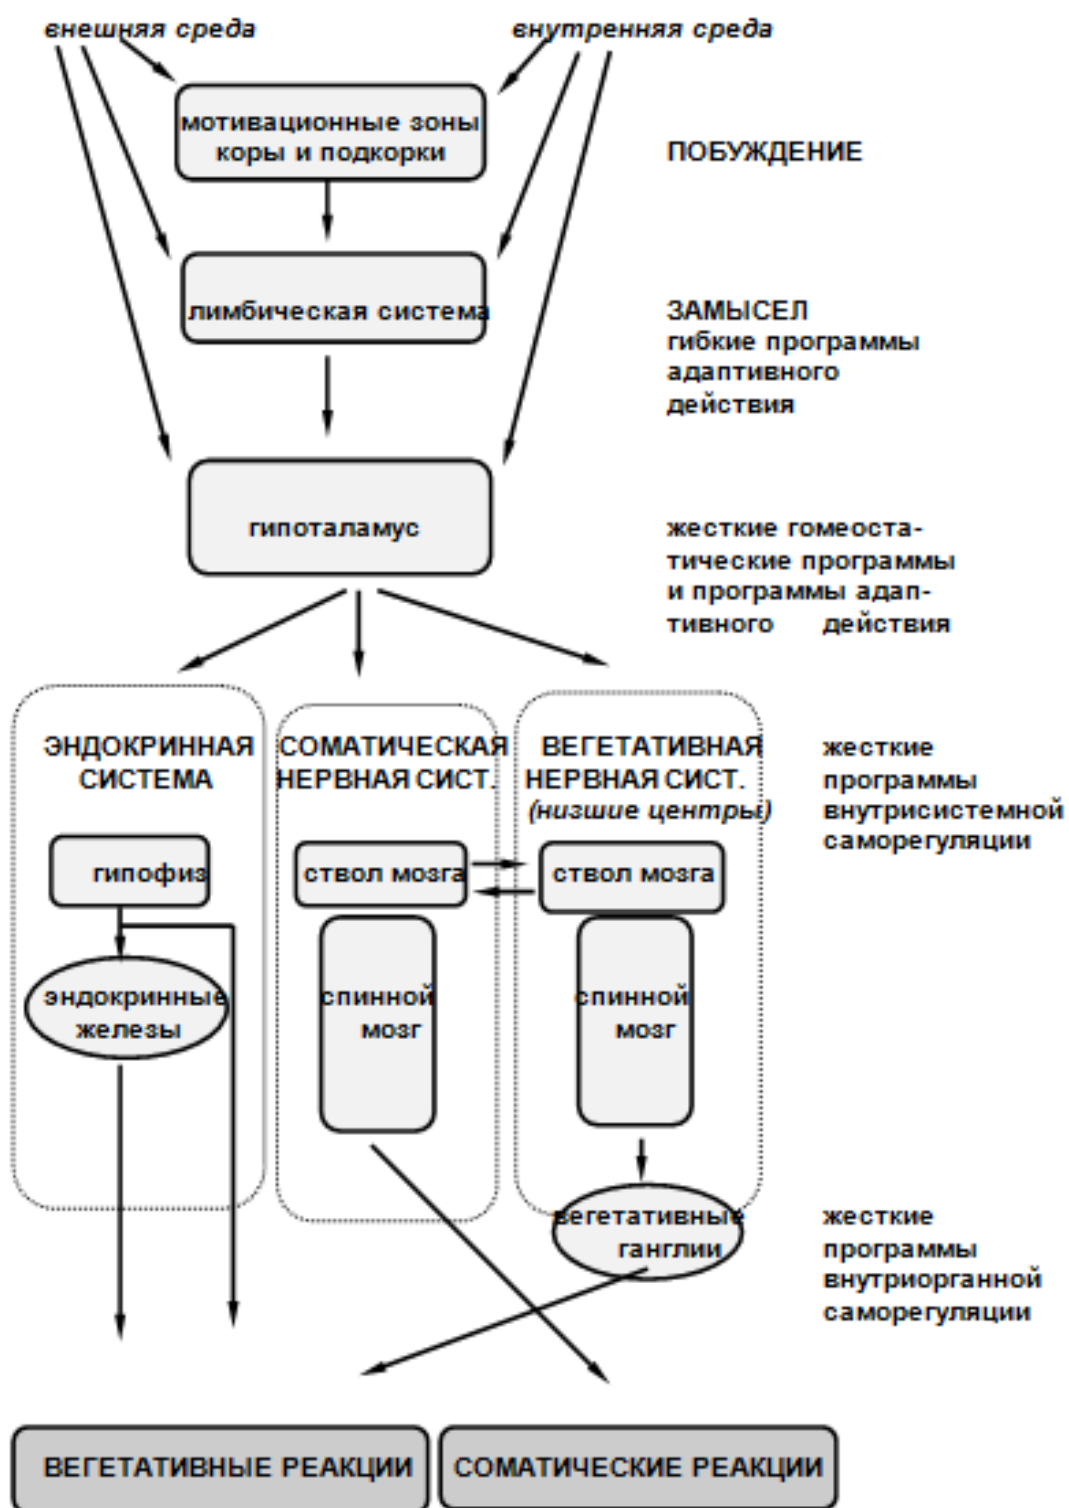 внешняя среда
внутренняя среда
мотивационные зоны
коры и подкорки
ПОБУЖДЕНИЕ
лимбическая система
ЗАМЫСЕЛ
гибкие программы
адаптивного
действия
гипоталамус
жесткие гомеоста-
тические программы
и программы адап-
тивного действия
ЭНДОКРИННАЯ
СИСТЕМА
СОМАТИЧЕСКАЯ
НЕРВНАЯ СИСТ.
ВЕГЕТАТИВНАЯ
НЕРВНАЯ СИСТ.
(низшие центры)
жесткие
программы
внутрисистемной
саморегуляции
гипофиз
ствол мозга
ствол мозга
эндокринные
железы
спинной
мозг
спинной
мозг
вегетативные
ганглии
жесткие
программы
внутриорганной
саморегуляции
ВЕГЕТАТИВНЫЕ РЕАКЦИИ
СОМАТИЧЕСКИЕ РЕАКЦИИ